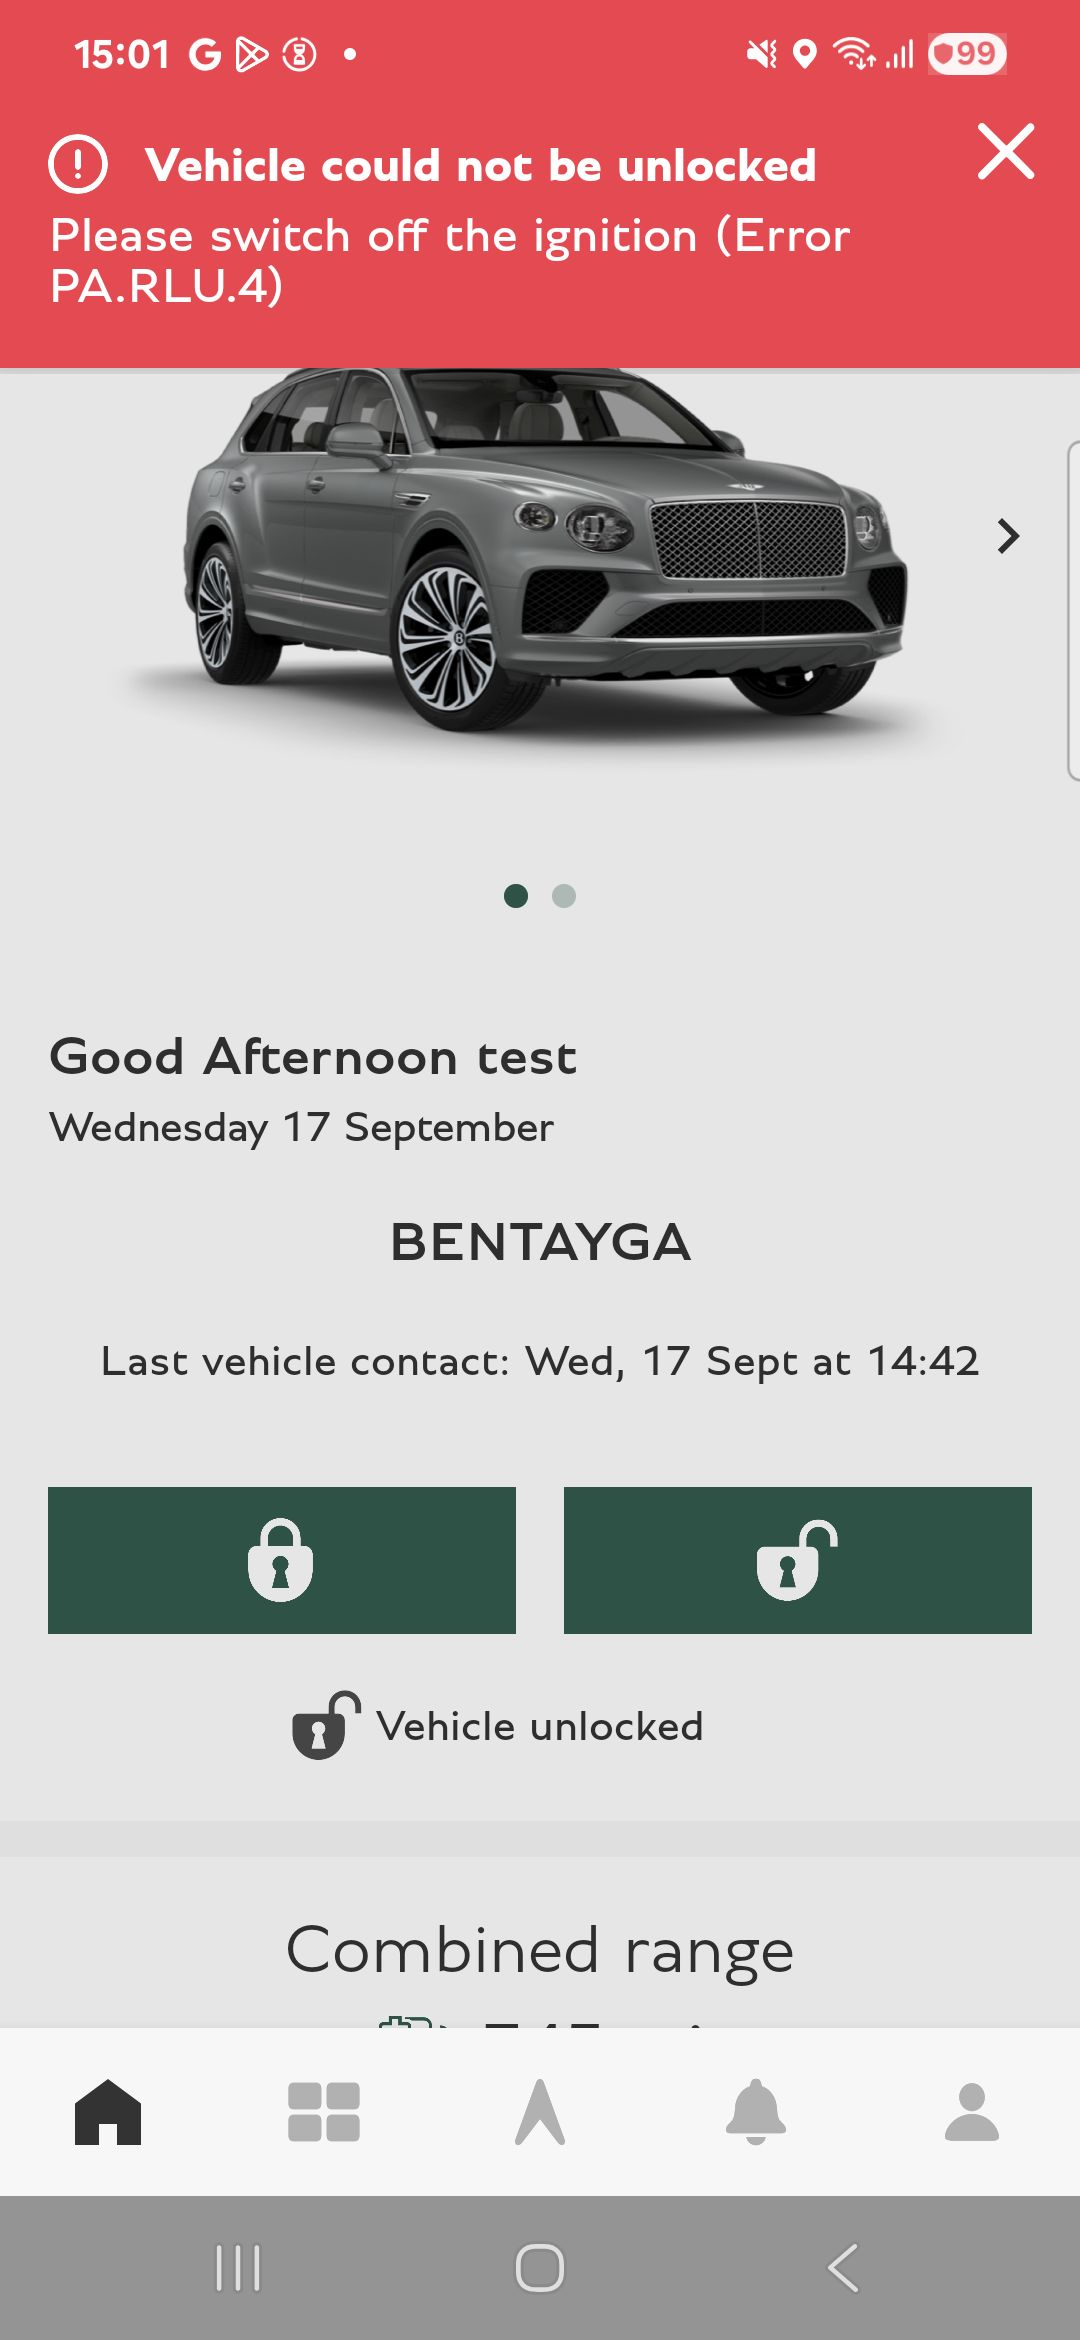 15:01
99
Vehicle could not be unlocked
Please switch off the ignition (Error
PA.RLU.4)
Good Afternoon test
Wednesday 17 September
BENTAYGA
Last vehicle contact: Wed, 17 Sept at 14:42
Vehicle unlocked
Combined range